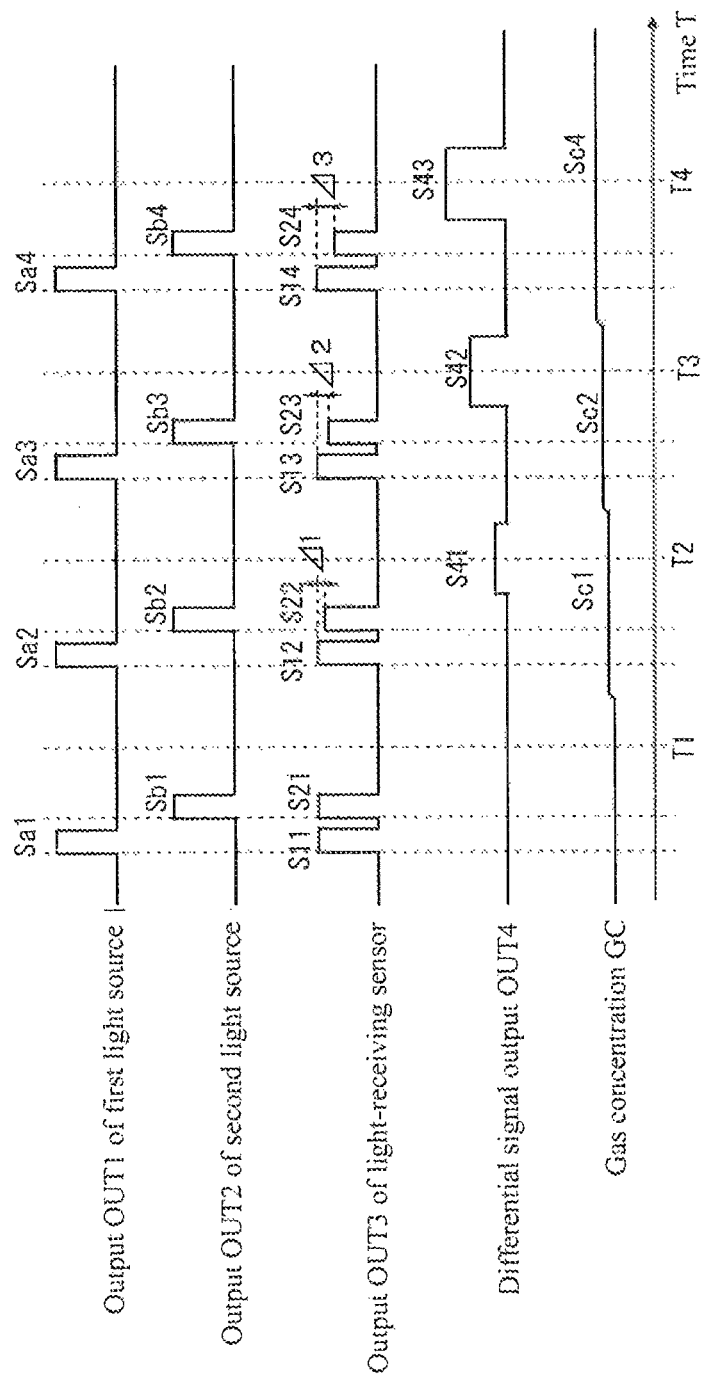 Output OUT1 of first light source
Sa1
Sa2
Sa3
Sa4
Output OUT2 of second light source
Sb1
Sb2
Sb3
Sb4
Output OUT3 of light-receiving sensor
S11
S21
S12
S22
Δ1
S13
S23
Δ2
S14
S24
Δ3
Differential signal output OUT4
S41
S42
S43
Gas concentration GC
Sc1
Sc2
Sc4
T1
T2
T3
T4
Time T